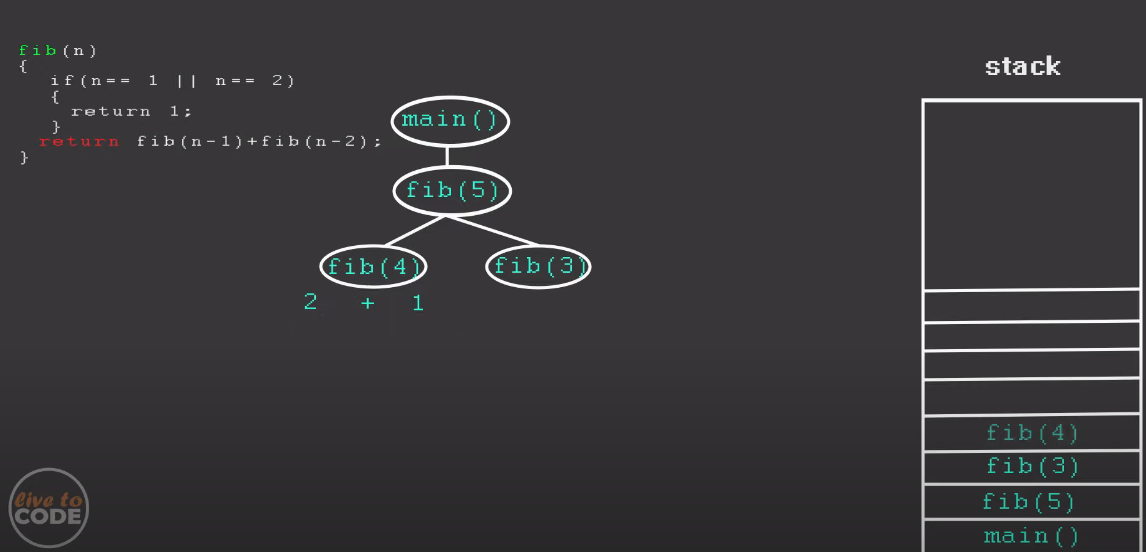 fib(n)
{
if(n== 1 || n== 2)
{
return 1;
}
return fib(n-1)+fib(n-2);
}
main()
fib(5)
fib(4)
fib(3)
2 + 1
stack
fib(4)
fib(3)
fib(5)
main()
live to
CODE